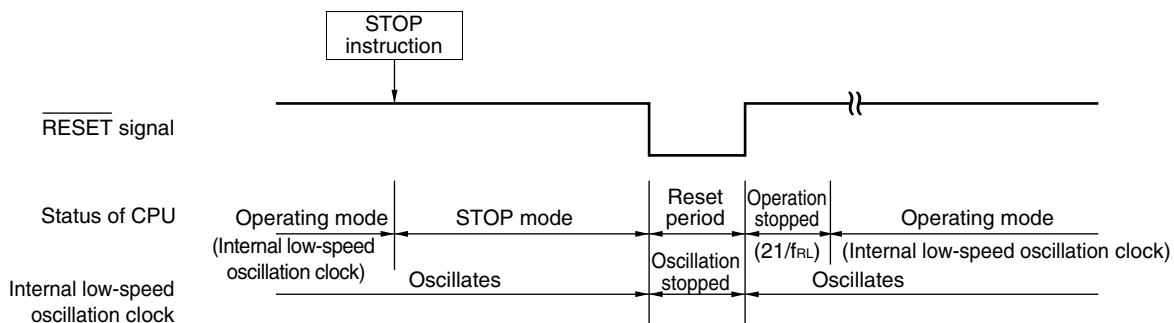 STOP
instruction
RESET signal
Status of CPU
Operating mode
(Internal low-speed
oscillation clock)
STOP mode
Reset
period
Operation
stopped
(21/fRL)
Operating mode
(Internal low-speed oscillation clock)
Internal low-speed
oscillation clock
Oscillates
Oscillation
stopped
Oscillates